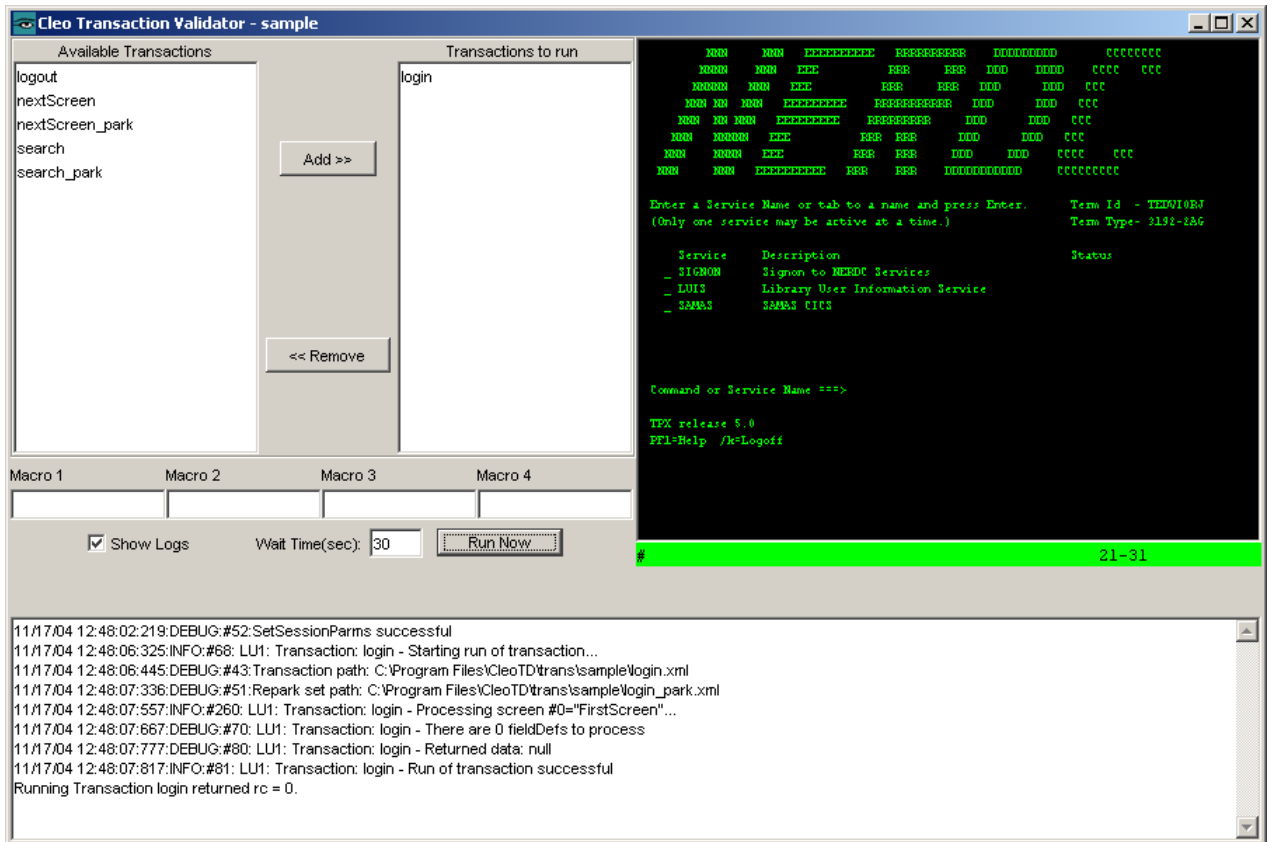 Cleo Transaction Validator - sample
Available Transactions
Transactions to run
logout
nextScreen
nextScreen_park
search
search_park
login
Add >>
<< Remove
Macro 1 Macro 2 Macro 3 Macro 4
Show Logs Wait Time(sec): 30 Run Now
NERDC
Enter a Service Name or tab to a name and press Enter. Term Id - TEDVIORJ
(Only one service may be active at a time.) Term Type- 3192-2AG
Service Description Status
_ SIGNON Signon to NERDC Services
_ LUIS Library User Information Service
_ SAMAS SAMAS CICS
Command or Service Name ===>
TPX release 5.0
PF1=Help /k=Logoff
# 21-31
11/17/04 12:48:02:219:DEBUG:#52:SetSessionParms successful
11/17/04 12:48:06:325:INFO:#68: LU1: Transaction: login - Starting run of transaction...
11/17/04 12:48:06:445:DEBUG:#43:Transaction path: C:\Program Files\CleoTD\trans\sample\login.xml
11/17/04 12:48:07:336:DEBUG:#51:Repark set path: C:\Program Files\CleoTD\trans\sample\login_park.xml
11/17/04 12:48:07:557:INFO:#260: LU1: Transaction: login - Processing screen #0="FirstScreen"...
11/17/04 12:48:07:667:DEBUG:#70: LU1: Transaction: login - There are 0 fieldDefs to process
11/17/04 12:48:07:777:DEBUG:#80: LU1: Transaction: login - Returned data: null
11/17/04 12:48:07:817:INFO:#81: LU1: Transaction: login - Run of transaction successful
Running Transaction login returned rc = 0.